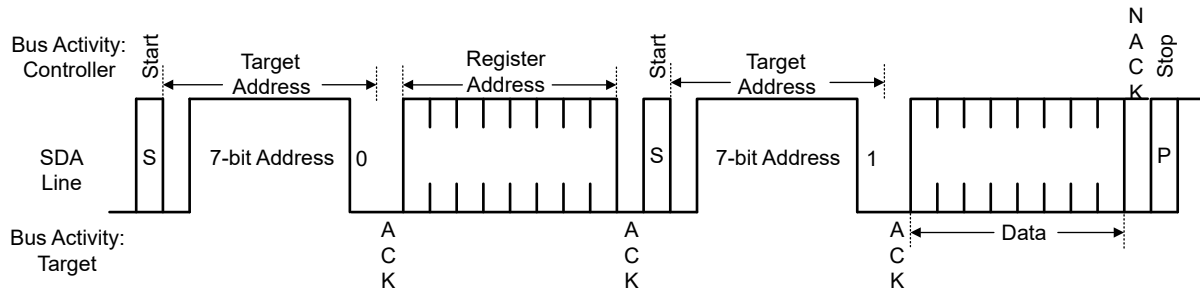 N
A
C
K
Bus Activity:
Controller
Start
Target
Address
Register
Address
Start
Target
Address
Stop
SDA
Line
S
7-bit Address
0
S
7-bit Address
1
P
Bus Activity:
Target
A
C
K
A
C
K
A
C
K
Data